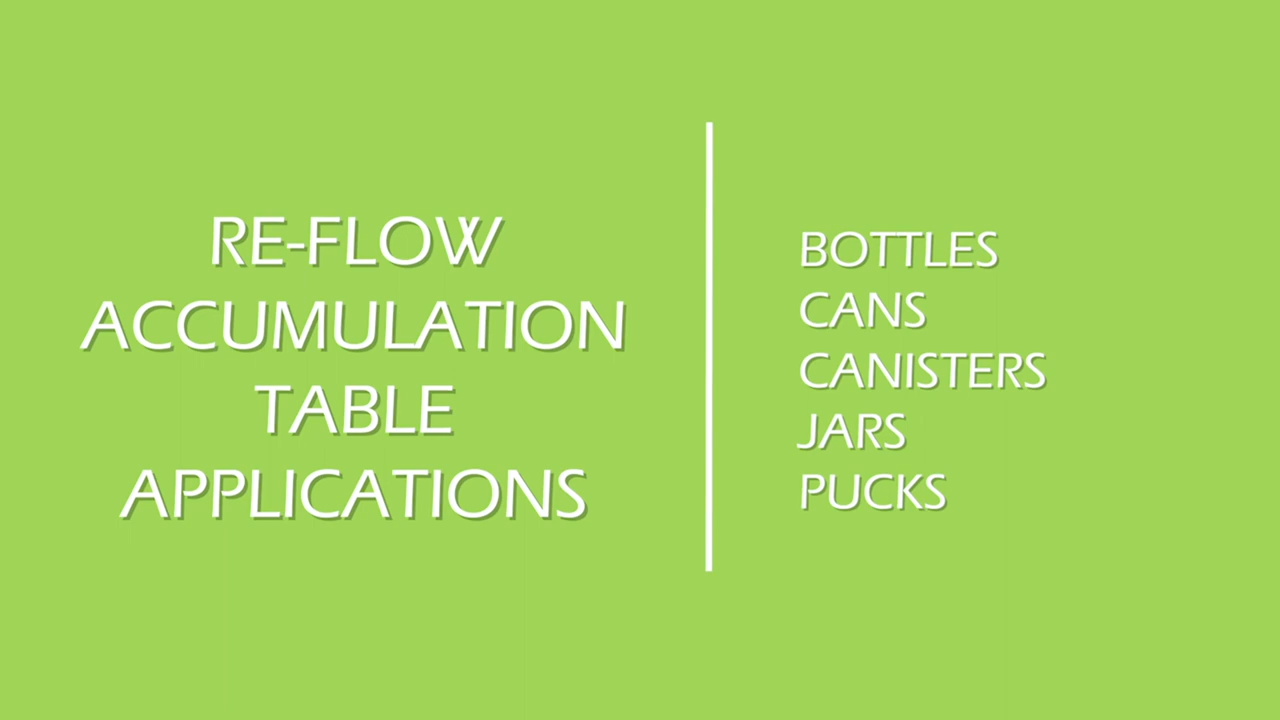 RE-FLOW
ACCUMULATION
TABLE
APPLICATIONS
BOTTLES
CANS
CANISTERS
JARS
PUCKS